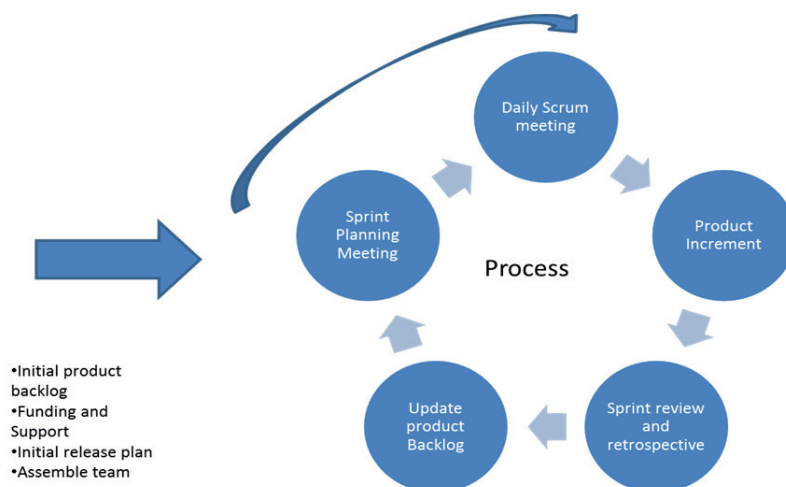 Daily Scrum
meeting
Sprint
Planning
Meeting
Product
Increment
Process
•Initial product
backlog
•Funding and
Support
•Initial release plan
•Assemble team
Update
product
Backlog
Sprint review
and
retrospective